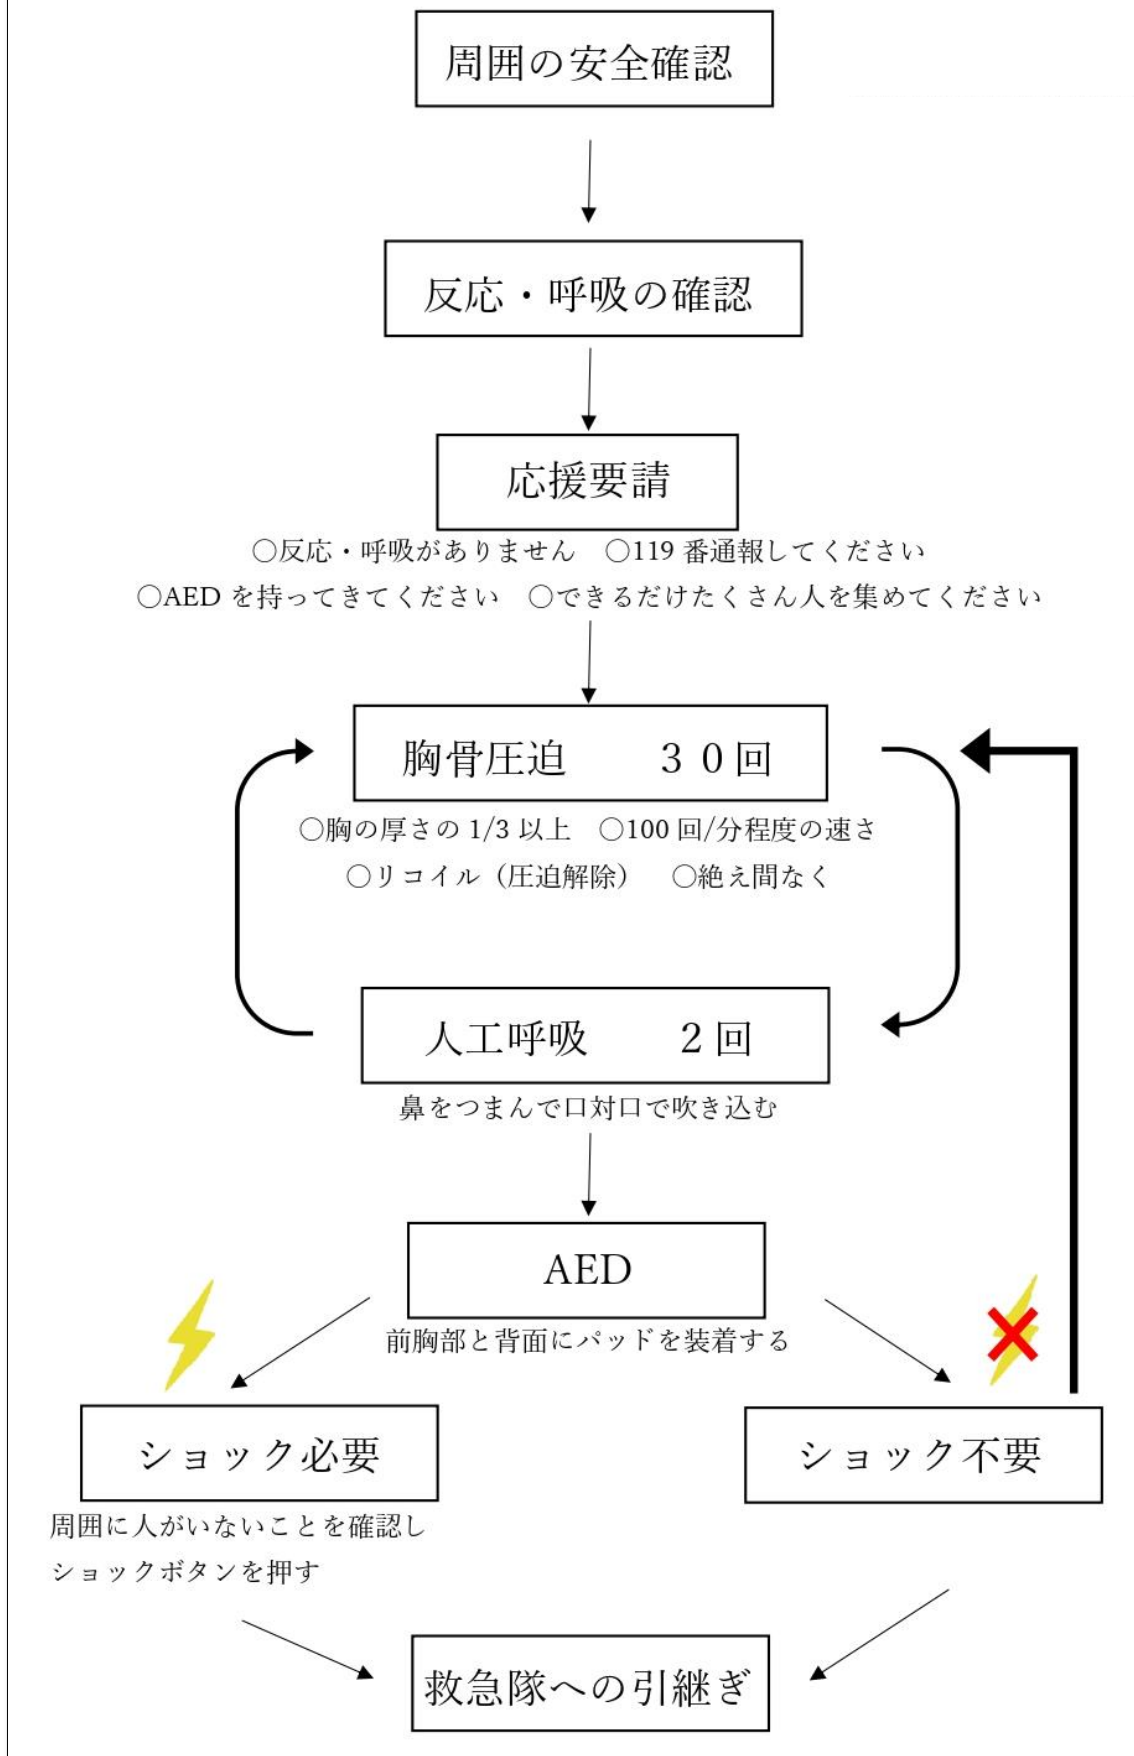 周囲の安全確認
反応・呼吸の確認
応援要請
○反応・呼吸がありません　○119 番通報してください
○AED を持ってきてください　○できるだけたくさん人を集めてください
胸骨圧迫　　３０回
○胸の厚さの 1/3 以上　○100 回/分程度の速さ
○リコイル（圧迫解除）　○絶え間なく
人工呼吸　　２回
鼻をつまんで口対口で吹き込む
AED
前胸部と背面にパッドを装着する
ショック必要
ショック不要
周囲に人がいないことを確認し
ショックボタンを押す
救急隊への引継ぎ